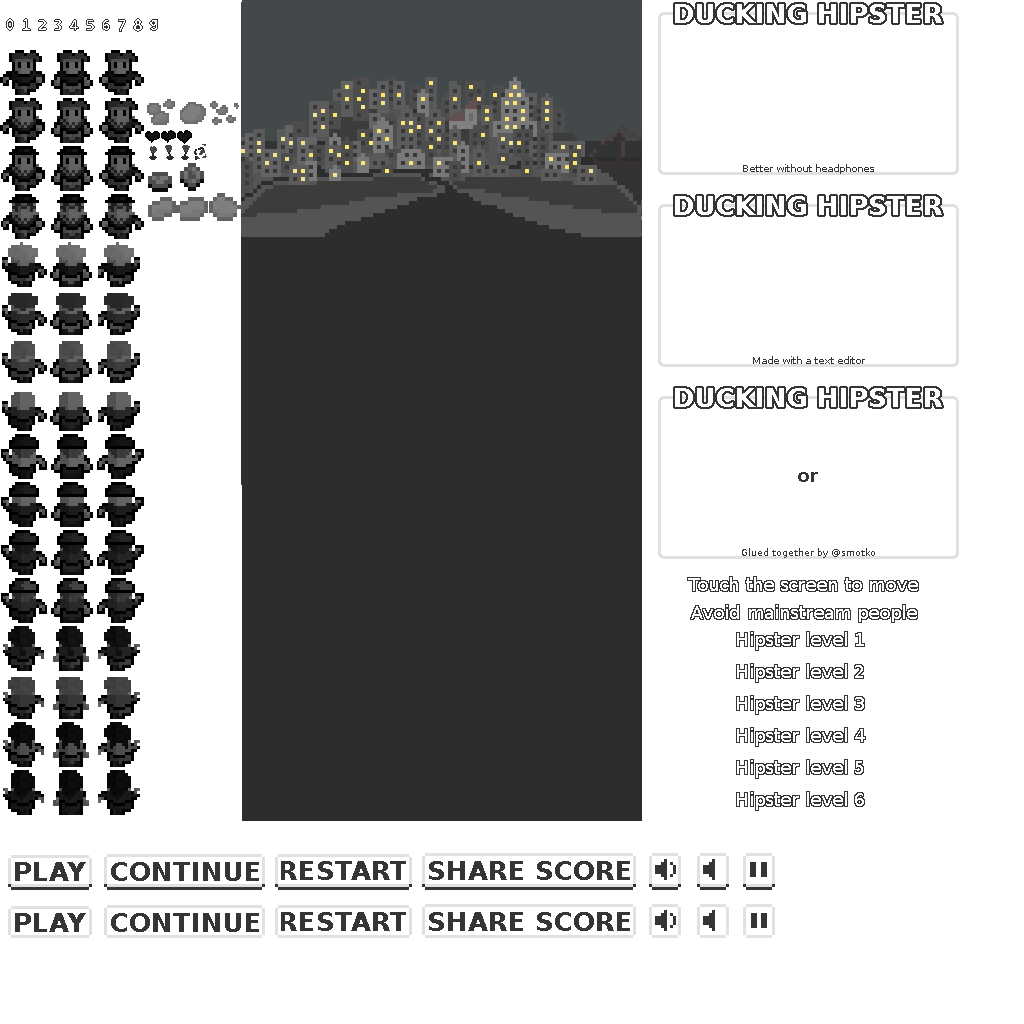 0 1 2 3 4 5 6 7 8 9
DUCKING HIPSTER
Better without headphones
DUCKING HIPSTER
Made with a text editor
DUCKING HIPSTER
or
Glued together by @smotko
Touch the screen to move
Avoid mainstream people
Hipster level 1
Hipster level 2
Hipster level 3
Hipster level 4
Hipster level 5
Hipster level 6
PLAY CONTINUE RESTART SHARE SCORE
PLAY CONTINUE RESTART SHARE SCORE